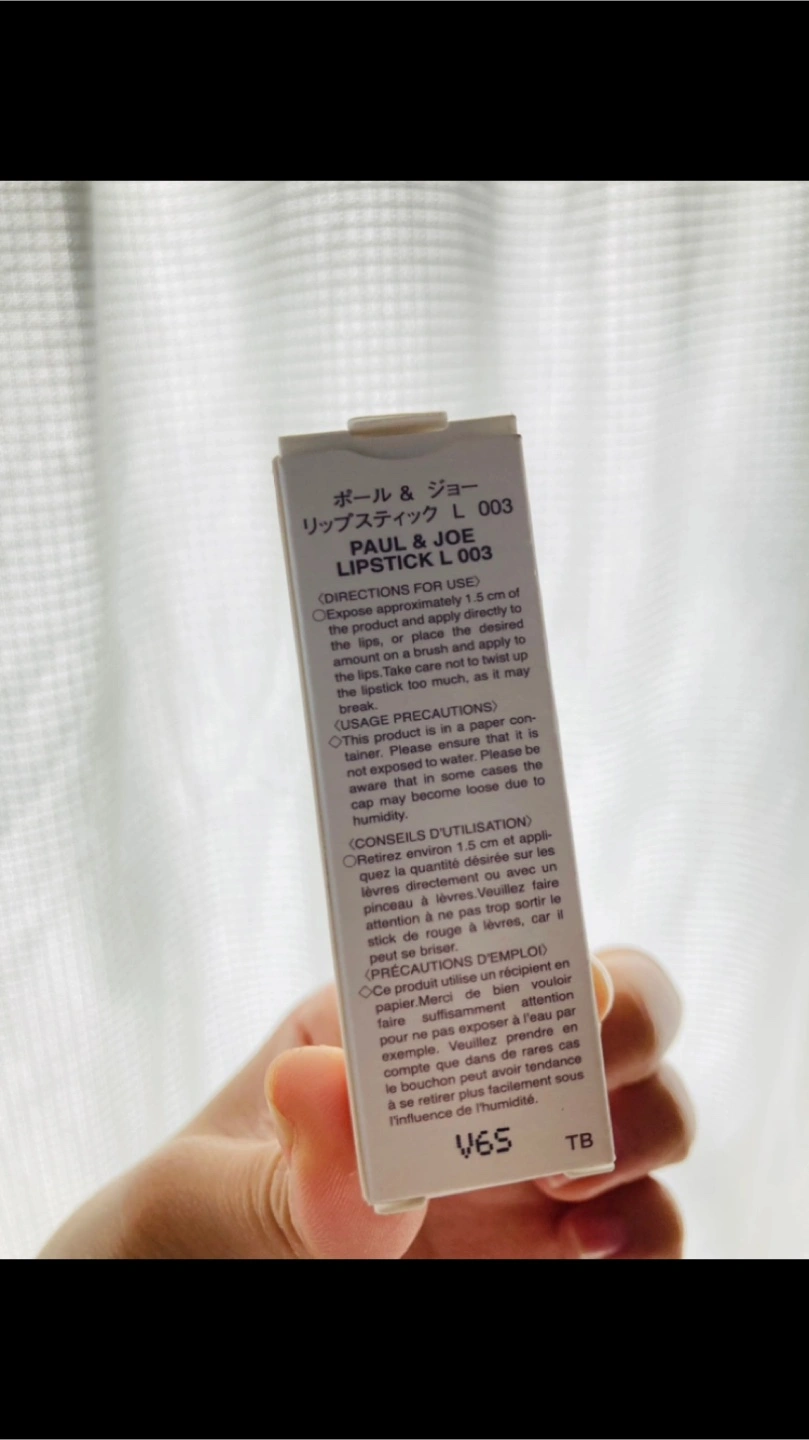 ポール & ジョー
リップスティック L 003
PAUL & JOE
LIPSTICK L 003
〈DIRECTIONS FOR USE〉
○Expose approximately 1.5 cm of
the product and apply directly to
the lips, or place the desired
amount on a brush and apply to
the lips.Take care not to twist up
the lipstick too much, as it may
break.
〈USAGE PRECAUTIONS〉
◇This product is in a paper con-
tainer. Please ensure that it is
not exposed to water. Please be
aware that in some cases the
cap may become loose due to
humidity.
〈CONSEILS D'UTILISATION〉
○Retirez environ 1.5 cm et appli-
quez la quantité désirée sur les
lèvres directement ou avec un
pinceau à lèvres.Veuillez faire
attention à ne pas trop sortir le
stick de rouge à lèvres, car il
peut se briser.
〈PRÉCAUTIONS D'EMPLOI〉
◇Ce produit utilise un récipient en
papier.Merci de bien vouloir
faire suffisamment attention
pour ne pas exposer à l'eau par
exemple. Veuillez prendre en
compte que dans de rares cas
le bouchon peut avoir tendance
à se retirer plus facilement sous
l'influence de l'humidité.
V6S TB